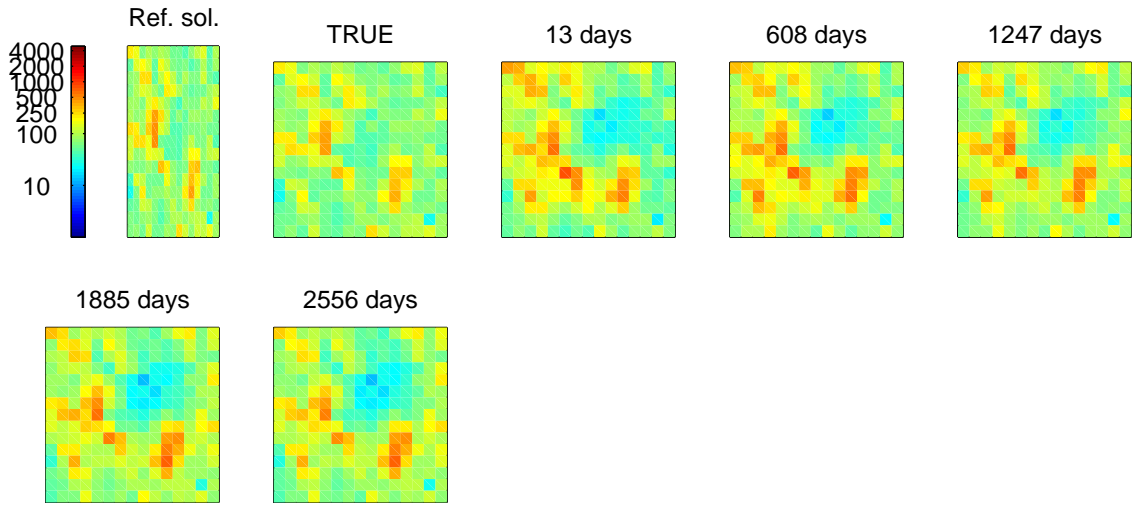 Ref. sol.
TRUE
13 days
608 days
1247 days
4000
2000
1000
500
250
100
10
1885 days
2556 days